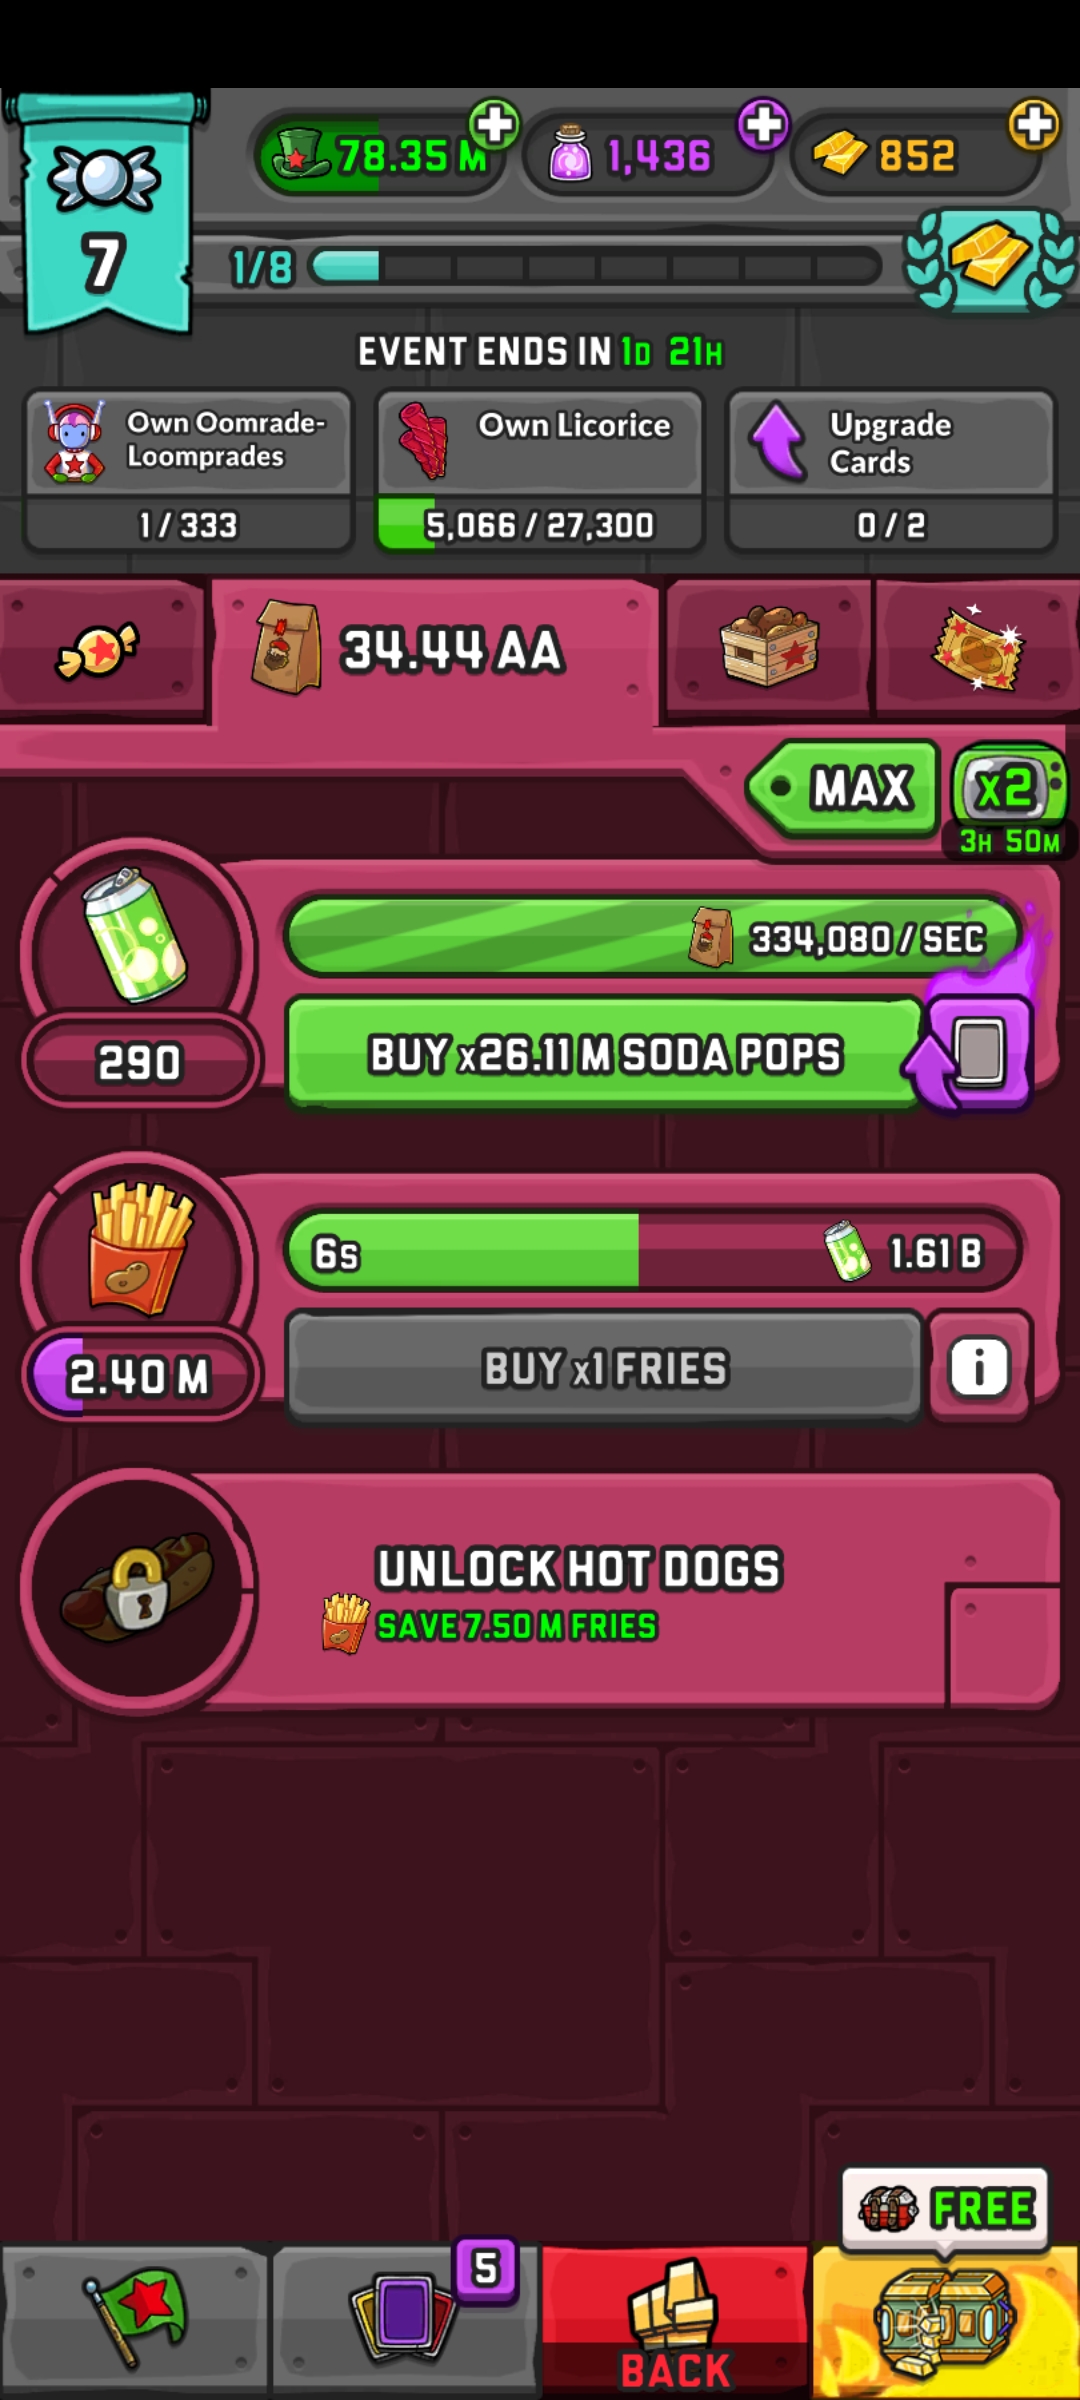 78.35 M
1,436
852
7
1/8
EVENT ENDS IN 1D 21H
Own Oomrade-
Loomprades
1 / 333
Own Licorice
5,066 / 27,300
Upgrade
Cards
0 / 2
34.44 AA
MAX
x2
3H 50M
334,080 / SEC
290
BUY x26.11 M SODA POPS
6s
1.61 B
2.40 M
BUY x1 FRIES
i
UNLOCK HOT DOGS
SAVE 7.50 M FRIES
FREE
5
BACK